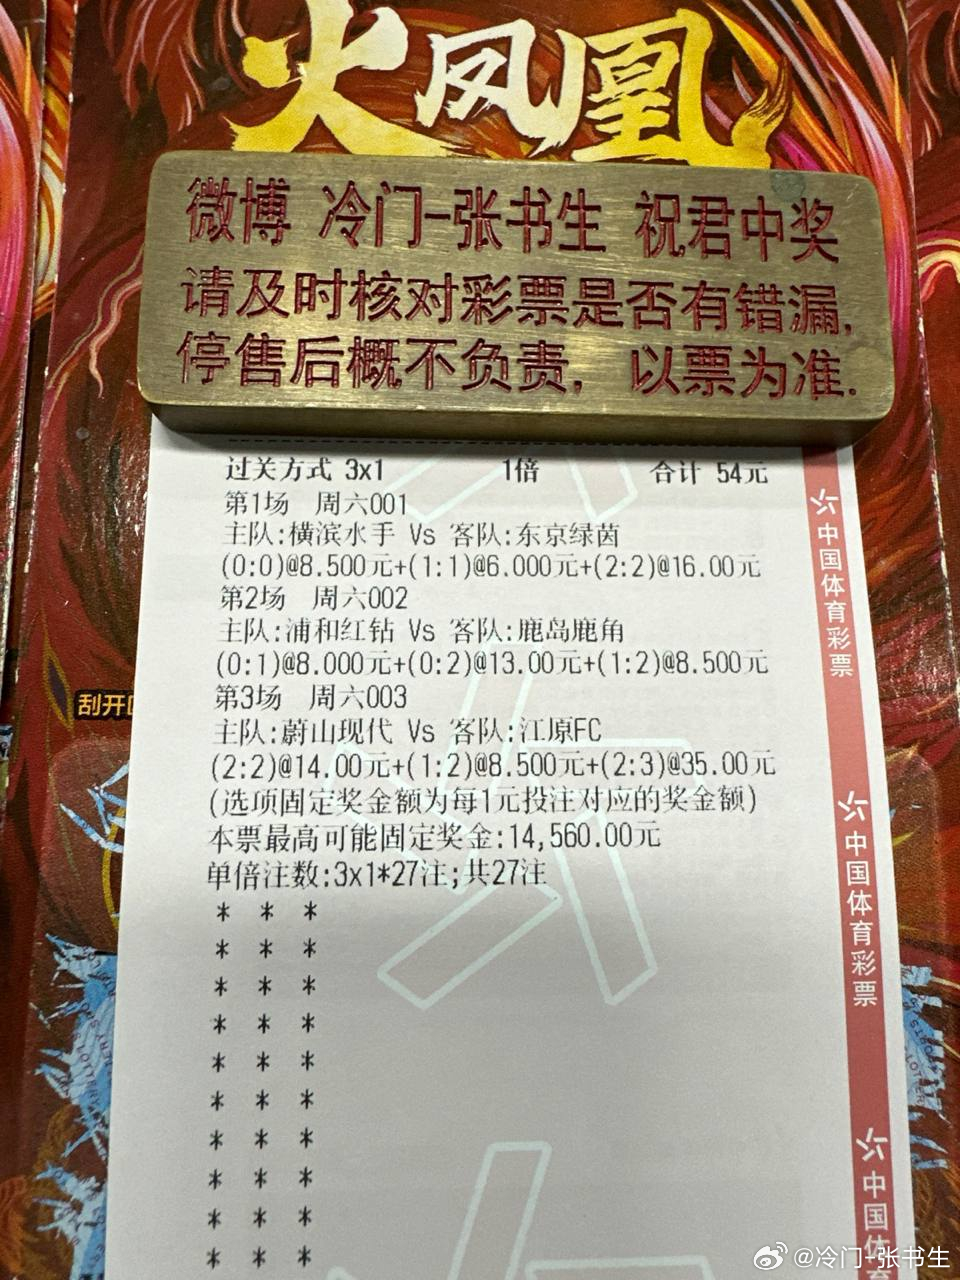 火凤凰
微博 冷门-张书生 祝君中奖
请及时核对彩票是否有错漏,
停售后概不负责, 以票为准.
过关方式 3x1 1倍 合计 54元
第1场 周六001
主队:横滨水手 Vs 客队:东京绿茵
(0:0)@8.500元+(1:1)@6.000元+(2:2)@16.00元
第2场 周六002
主队:浦和红钻 Vs 客队:鹿岛鹿角
(0:1)@8.000元+(0:2)@13.00元+(1:2)@8.500元
第3场 周六003
主队:蔚山现代 Vs 客队:江原FC
(2:2)@14.00元+(1:2)@8.500元+(2:3)@35.00元
(选项固定奖金额为每1元投注对应的奖金额)
本票最高可能固定奖金:14,560.00元
单倍注数:3x1*27注;共27注
* * *
* * *
* * *
* * *
* * *
* * *
* * *
* * *
* * *
* * *
中国体育彩票
中国体育彩票
中国体育
刮开
@冷门-张书生